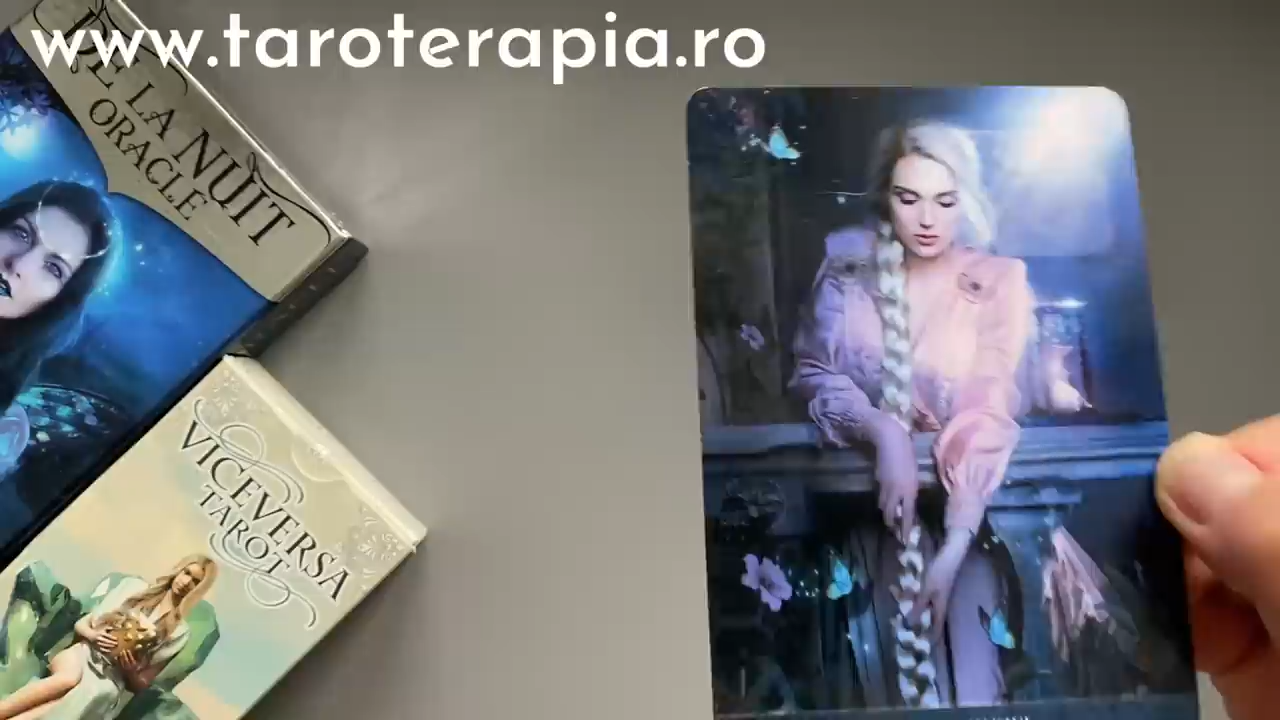 www.taroterapia.ro
DE LA NUIT
ORACLE
VICEVERSA
TAROT